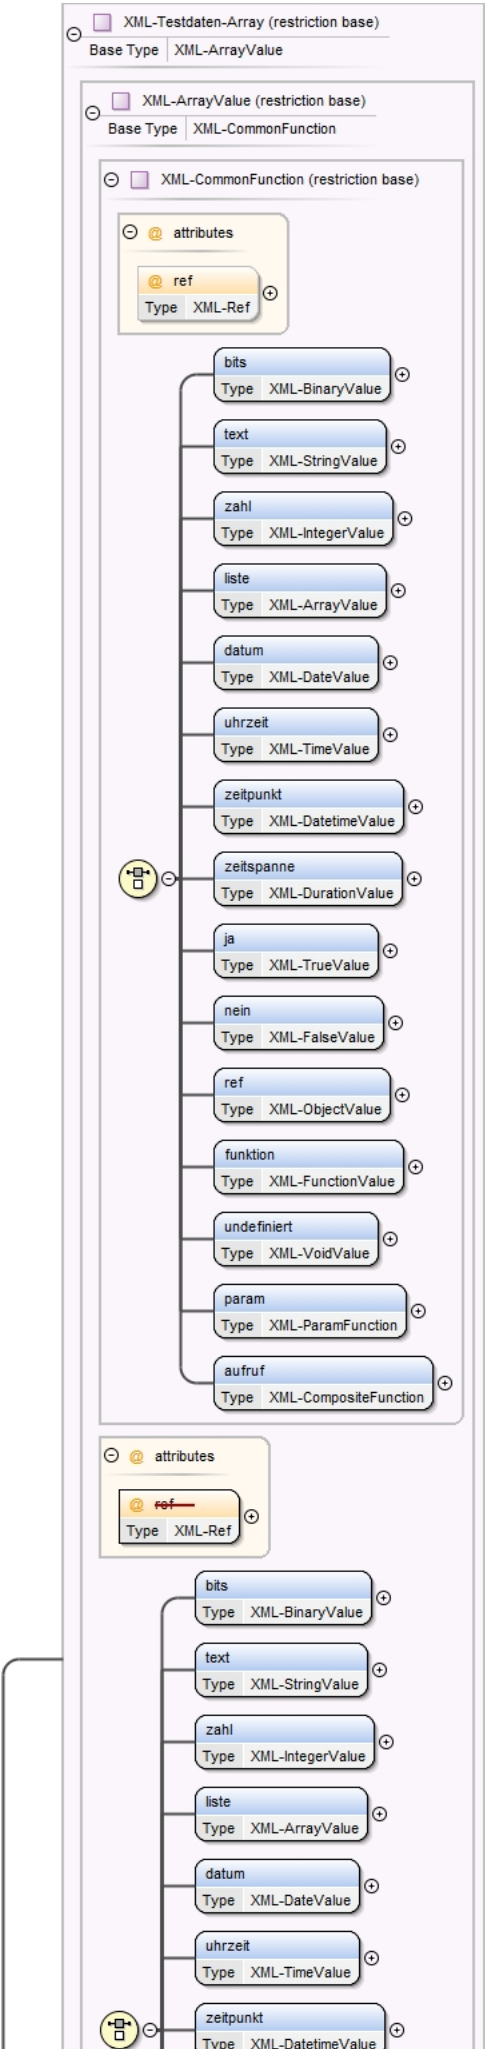 XML-Testdaten-Array (restriction base)
Base Type XML-ArrayValue
XML-ArrayValue (restriction base)
Base Type XML-CommonFunction
XML-CommonFunction (restriction base)
@ attributes
@ ref
Type XML-Ref
bits
Type XML-BinaryValue
text
Type XML-StringValue
zahl
Type XML-IntegerValue
liste
Type XML-ArrayValue
datum
Type XML-DateValue
uhrzeit
Type XML-TimeValue
zeitpunkt
Type XML-DatetimeValue
zeitspanne
Type XML-DurationValue
ja
Type XML-TrueValue
nein
Type XML-FalseValue
ref
Type XML-ObjectValue
funktion
Type XML-FunctionValue
undefiniert
Type XML-VoidValue
param
Type XML-ParamFunction
aufruf
Type XML-CompositeFunction
@ attributes
@ ref
Type XML-Ref
bits
Type XML-BinaryValue
text
Type XML-StringValue
zahl
Type XML-IntegerValue
liste
Type XML-ArrayValue
datum
Type XML-DateValue
uhrzeit
Type XML-TimeValue
zeitpunkt
Type XML-DatetimeValue